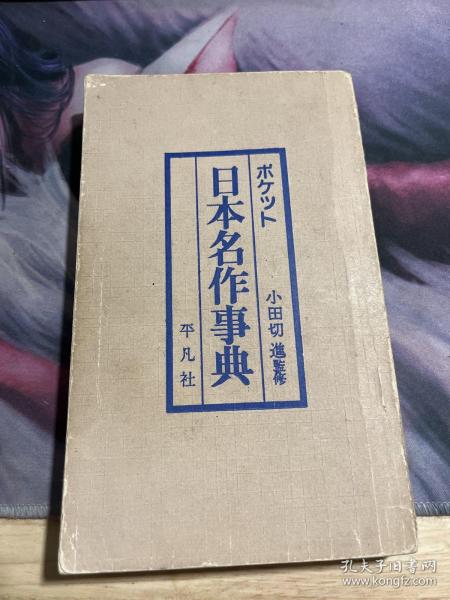 ポケット
日本名作事典
小田切 進監修
平凡社
孔夫子旧书网
www.kongfz.com